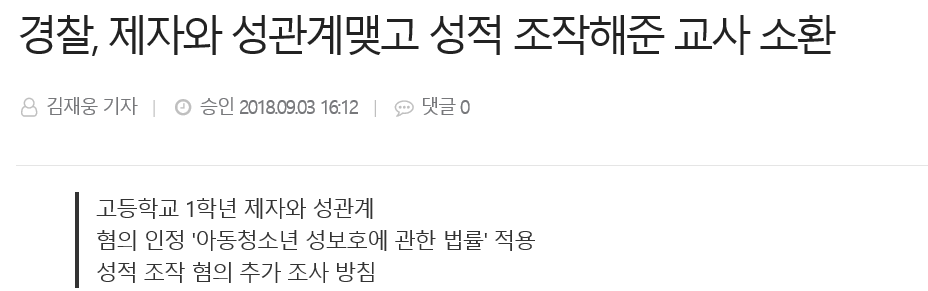 경찰, 제자와 성관계맺고 성적 조작해준 교사 소환
김재웅 기자 | 승인 2018.09.03 16:12 | 댓글 0
고등학교 1학년 제자와 성관계
혐의 인정 '아동청소년 성보호에 관한 법률' 적용
성적 조작 혐의 추가 조사 방침